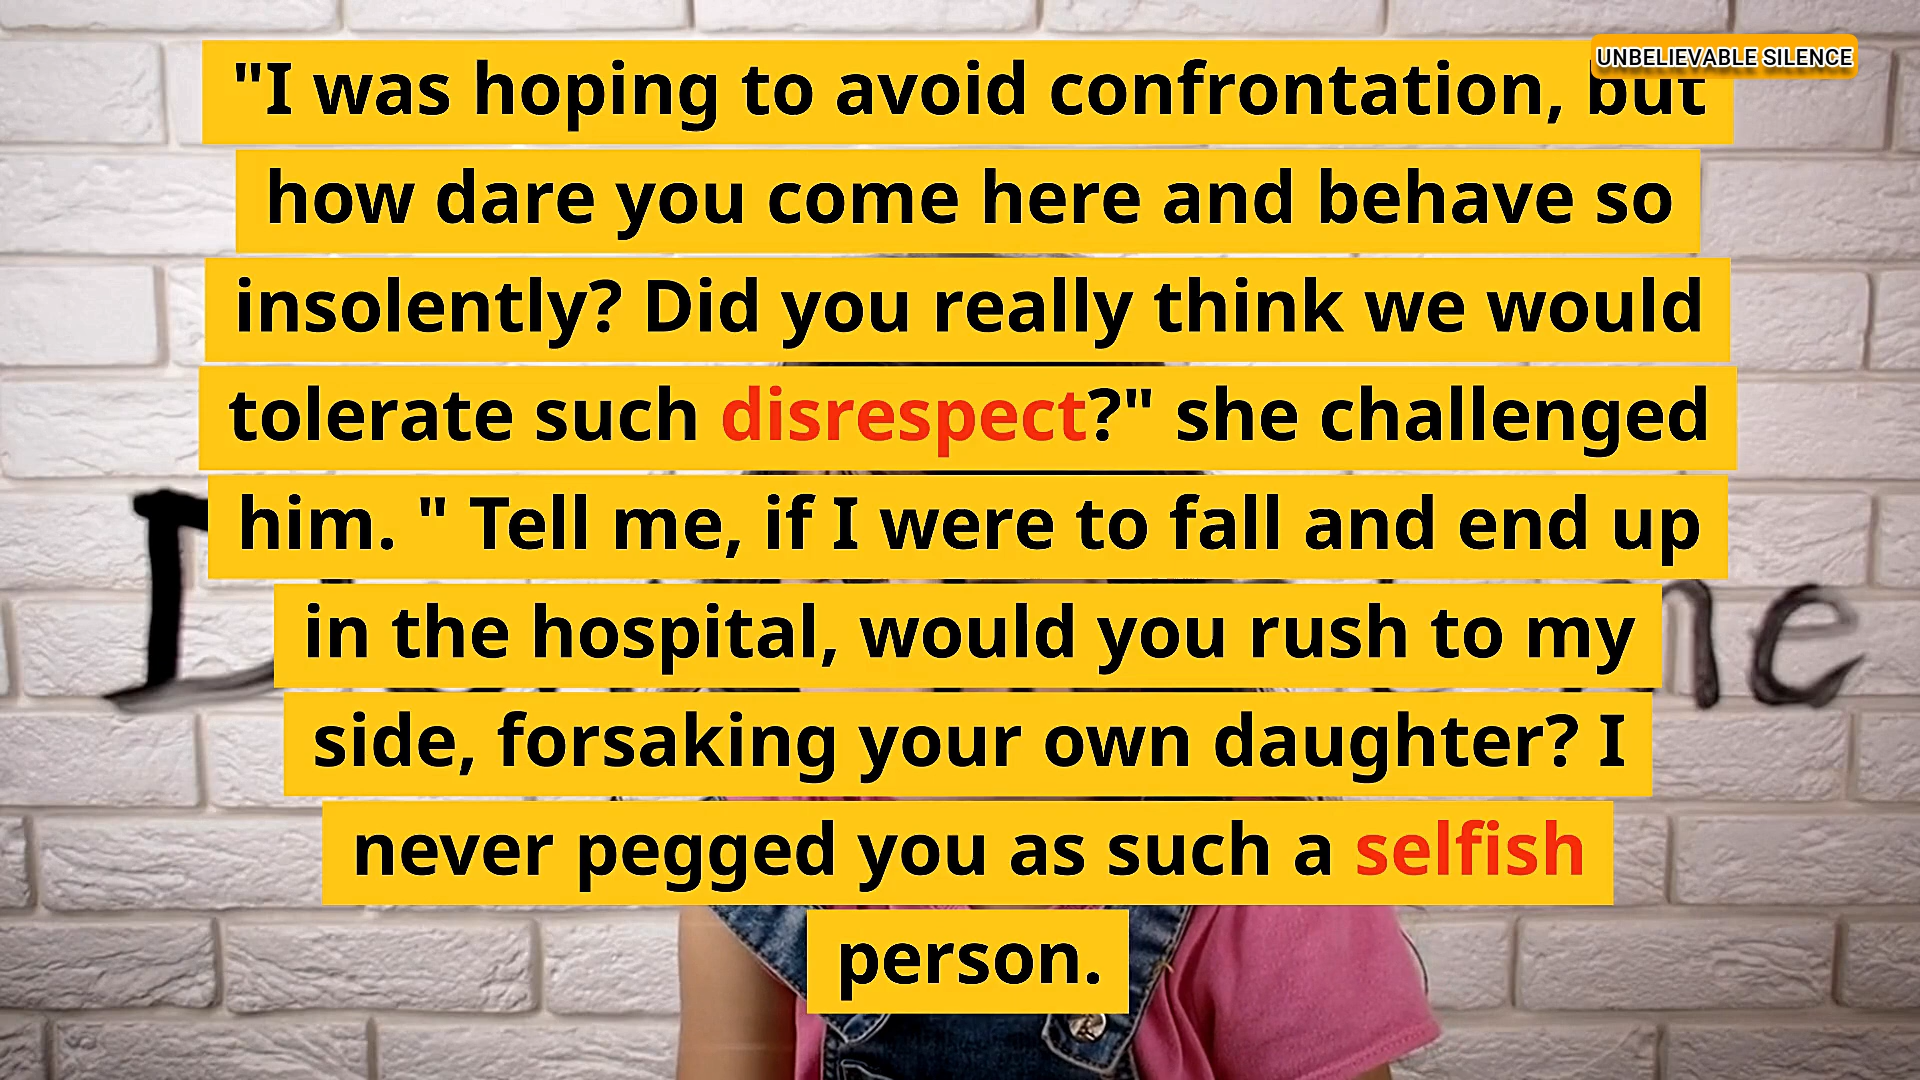 UNBELIEVABLE SILENCE
"I was hoping to avoid confrontation, but
how dare you come here and behave so
insolently? Did you really think we would
tolerate such disrespect?" she challenged
him. " Tell me, if I were to fall and end up
in the hospital, would you rush to my
side, forsaking your own daughter? I
never pegged you as such a selfish
person.
me